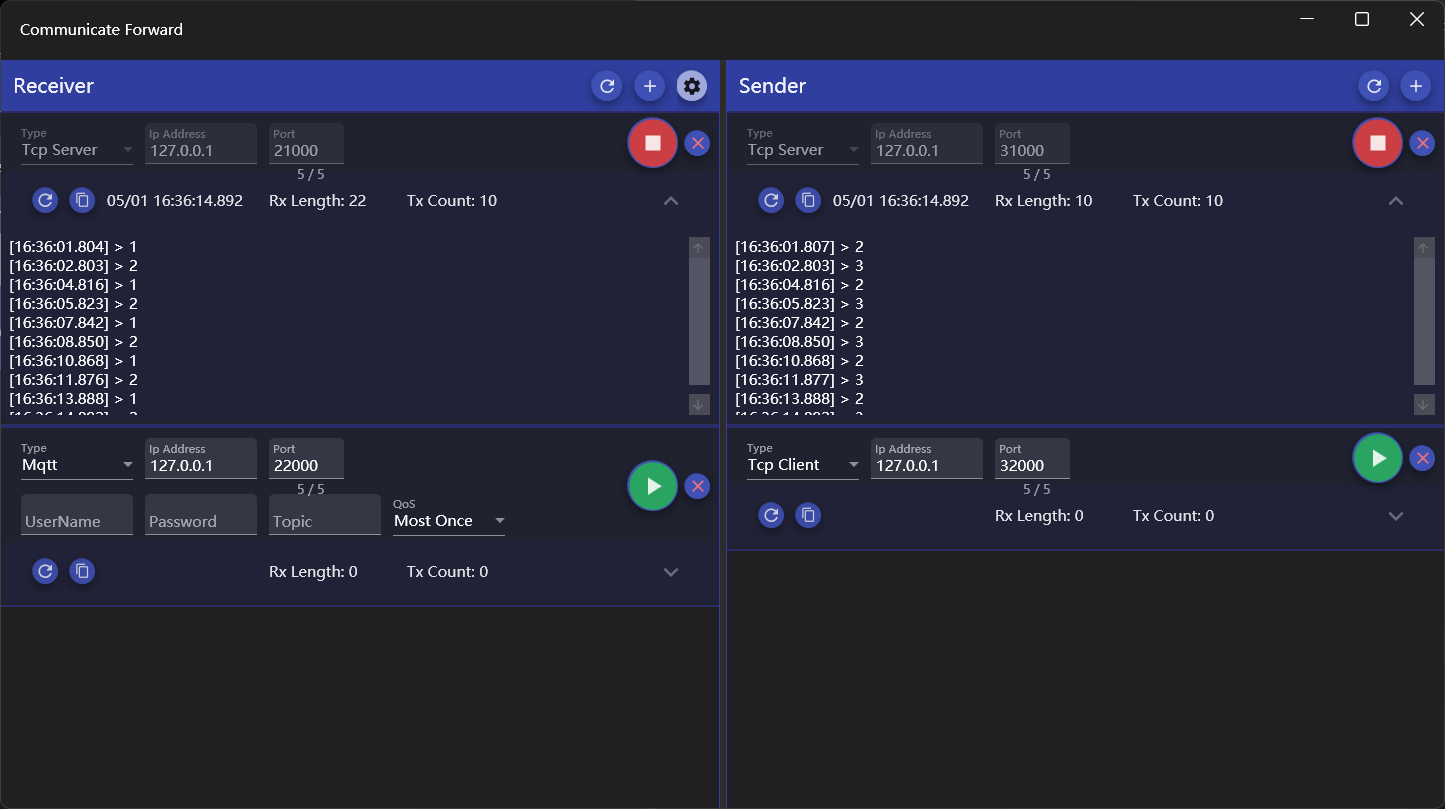 Communicate Forward
Receiver
Type
Tcp Server
Ip Address
127.0.0.1
Port
21000
5 / 5
05/01 16:36:14.892 Rx Length: 22 Tx Count: 10
[16:36:01.804] > 1
[16:36:02.803] > 2
[16:36:04.816] > 1
[16:36:05.823] > 2
[16:36:07.842] > 1
[16:36:08.850] > 2
[16:36:10.868] > 1
[16:36:11.876] > 2
[16:36:13.888] > 1
Type
Mqtt
Ip Address
127.0.0.1
Port
22000
5 / 5
UserName
Password
Topic
QoS
Most Once
Rx Length: 0 Tx Count: 0
Sender
Type
Tcp Server
Ip Address
127.0.0.1
Port
31000
5 / 5
05/01 16:36:14.892 Rx Length: 10 Tx Count: 10
[16:36:01.807] > 2
[16:36:02.803] > 3
[16:36:04.816] > 2
[16:36:05.823] > 3
[16:36:07.842] > 2
[16:36:08.850] > 3
[16:36:10.868] > 2
[16:36:11.877] > 3
[16:36:13.888] > 2
Type
Tcp Client
Ip Address
127.0.0.1
Port
32000
5 / 5
Rx Length: 0 Tx Count: 0